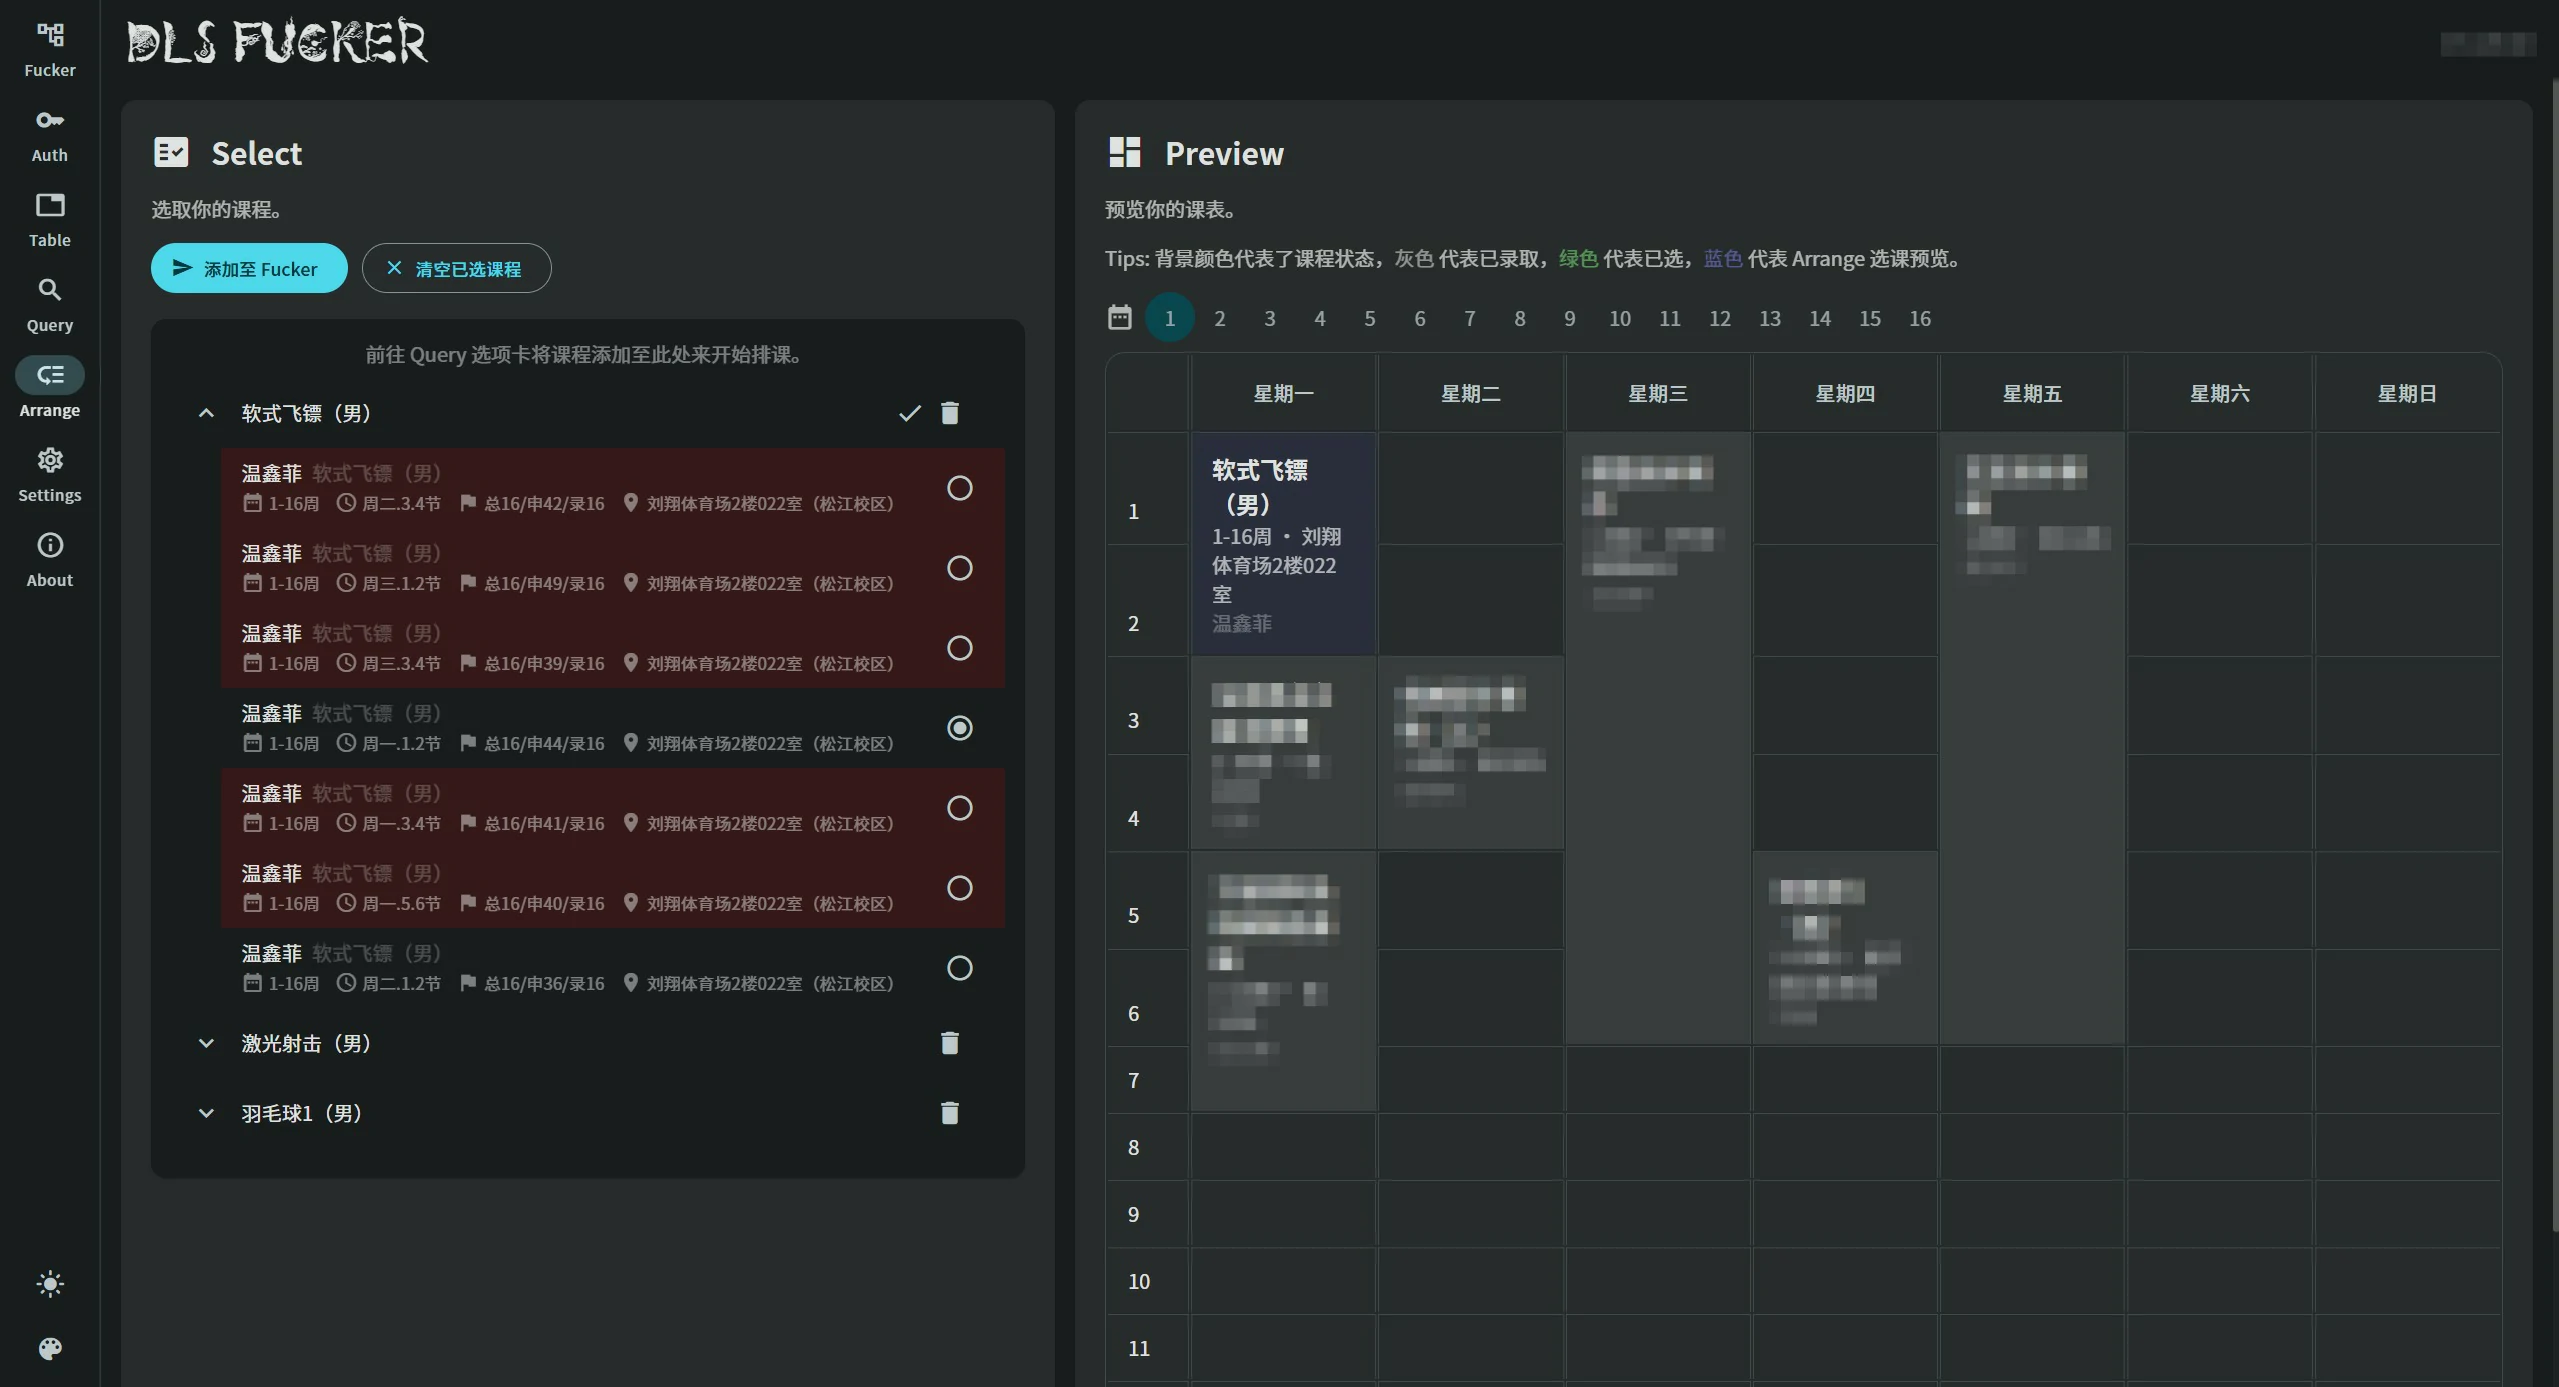 DLS FUCKER
Fucker
Auth
Table
Query
Arrange
Settings
About
Select
选取你的课程。
添加至 Fucker
清空已选课程
前往 Query 选项卡将课程添加至此处来开始排课。
软式飞镖（男）
温鑫菲 软式飞镖（男）
1-16周 周二.3.4节 总16/申42/录16 刘翔体育场2楼022室（松江校区）
温鑫菲 软式飞镖（男）
1-16周 周三.1.2节 总16/申49/录16 刘翔体育场2楼022室（松江校区）
温鑫菲 软式飞镖（男）
1-16周 周三.3.4节 总16/申39/录16 刘翔体育场2楼022室（松江校区）
温鑫菲 软式飞镖（男）
1-16周 周一.1.2节 总16/申44/录16 刘翔体育场2楼022室（松江校区）
温鑫菲 软式飞镖（男）
1-16周 周一.3.4节 总16/申41/录16 刘翔体育场2楼022室（松江校区）
温鑫菲 软式飞镖（男）
1-16周 周一.5.6节 总16/申40/录16 刘翔体育场2楼022室（松江校区）
温鑫菲 软式飞镖（男）
1-16周 周二.1.2节 总16/申36/录16 刘翔体育场2楼022室（松江校区）
激光射击（男）
羽毛球1（男）
Preview
预览你的课表。
Tips: 背景颜色代表了课程状态，灰色 代表已录取，绿色 代表已选，蓝色 代表 Arrange 选课预览。
1 2 3 4 5 6 7 8 9 10 11 12 13 14 15 16
星期一 星期二 星期三 星期四 星期五 星期六 星期日
软式飞镖
（男）
1-16周 • 刘翔
体育场2楼022
室
温鑫菲
1
2
3
4
5
6
7
8
9
10
11